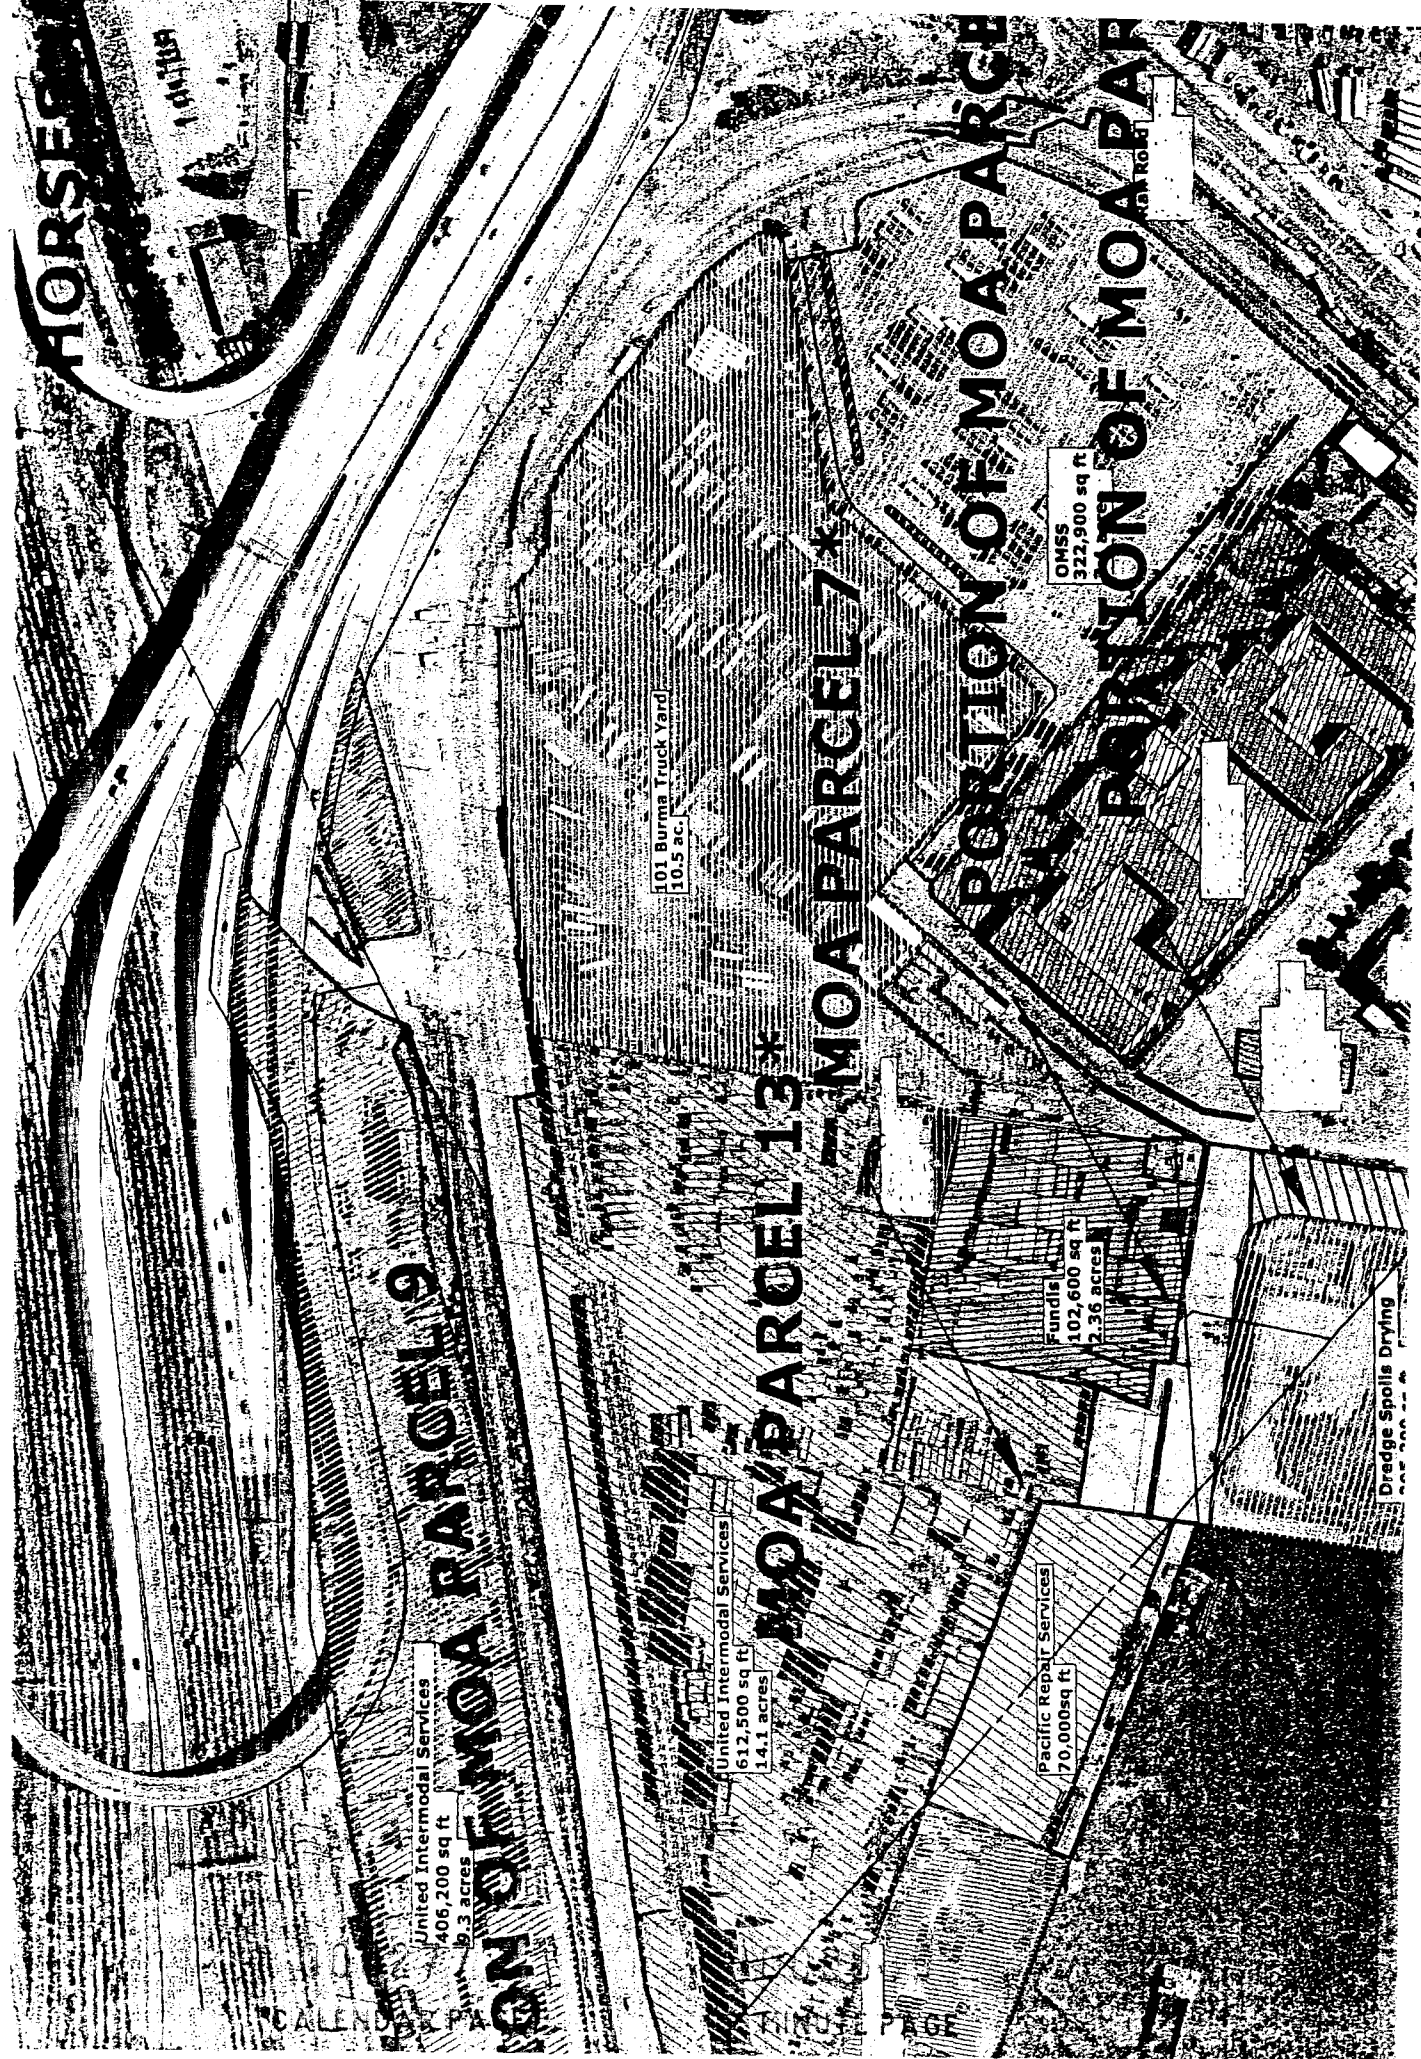 HORSES
PORTION OF MOA PARCE
PORTION OF MOA PAR
Road
OMSS
322,900 sq ft
101 Burma Truck Yard
10.5 ac.
MOA PARCEL 7*
MOA PARCEL 13*
ION OF MOA PARCEL 9
United Intermodal Services
406,200 sq ft
9.3 acres
United Intermodal Services
612,500 sq ft
14.1 acres
Fundis
102,600 sq ft
2.36 acres
Pacific Repair Services
70,000sq ft
Dredge Spoils Drying
CALENDAR PAGE
MINUTE PAGE